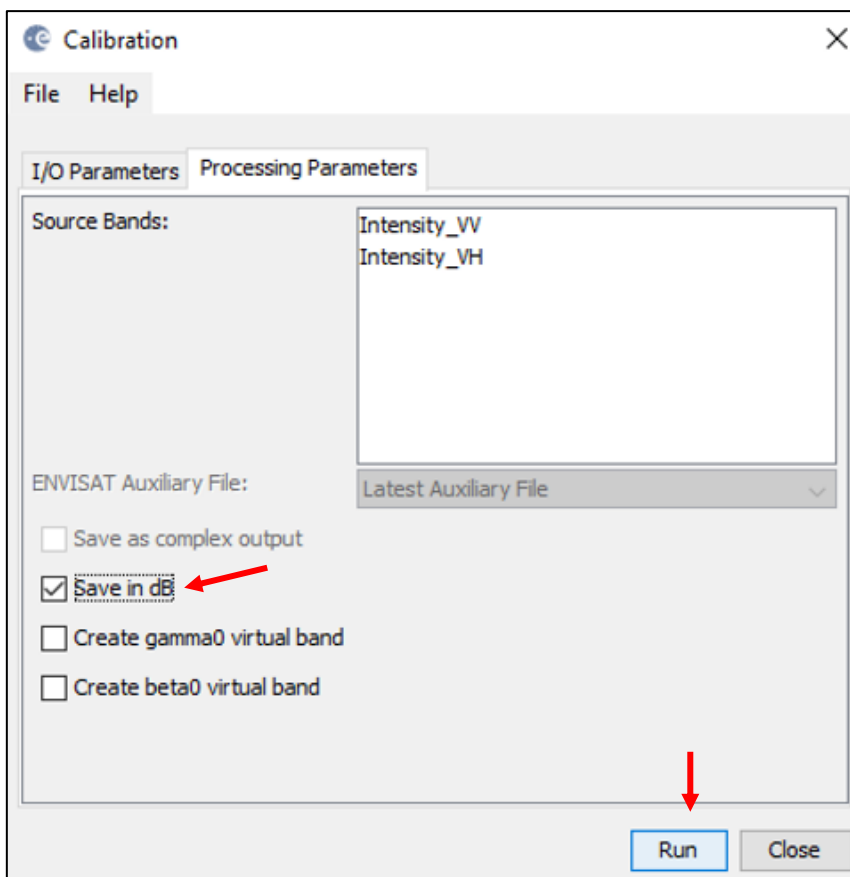 Calibration
File Help
I/O Parameters Processing Parameters
Source Bands:
Intensity_VV
Intensity_VH
ENVISAT Auxiliary File:
Latest Auxiliary File
Save as complex output
Save in dB
Create gamma0 virtual band
Create beta0 virtual band
Run Close